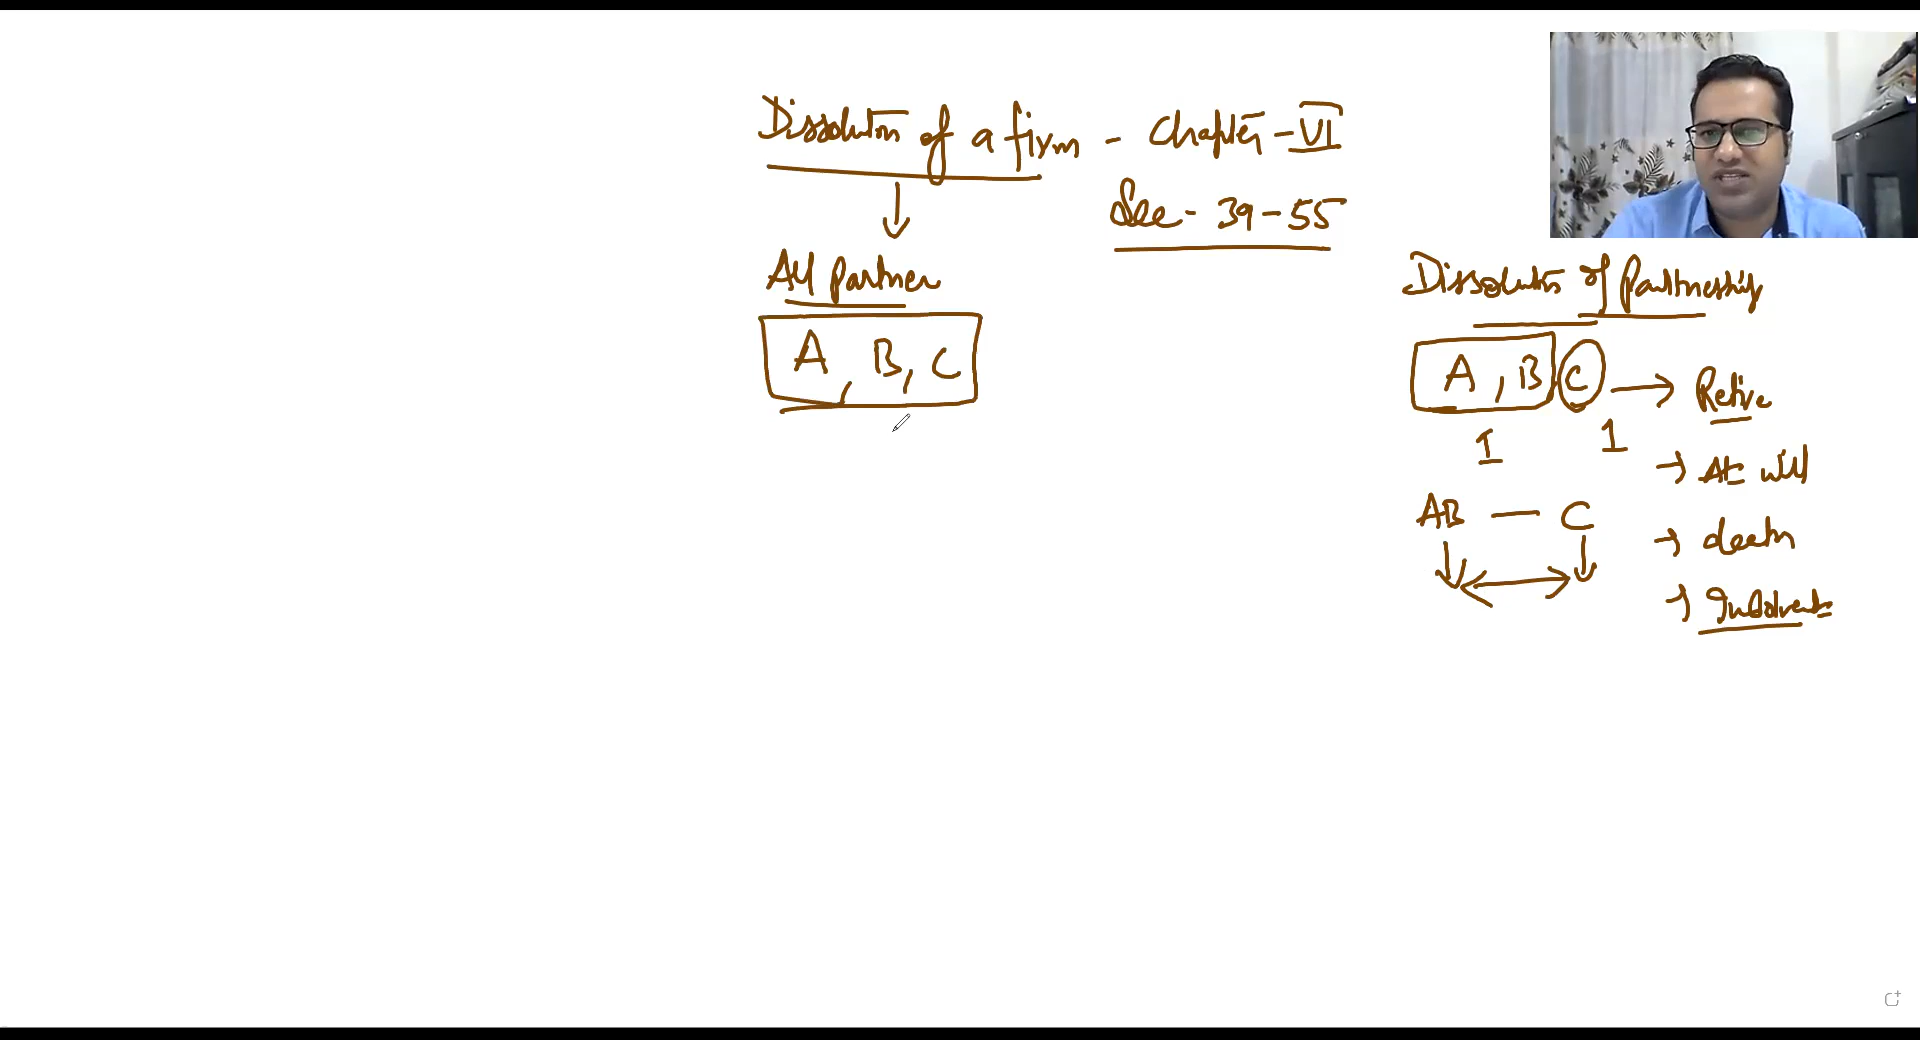 Dissolution of a firm - Chapter - VI
Sec - 39-55
All partner
A, B, C
Dissolution of Partnership
A, B, C → Retire
I 1
→ At will
AB — C
→ death
→ Insolvent